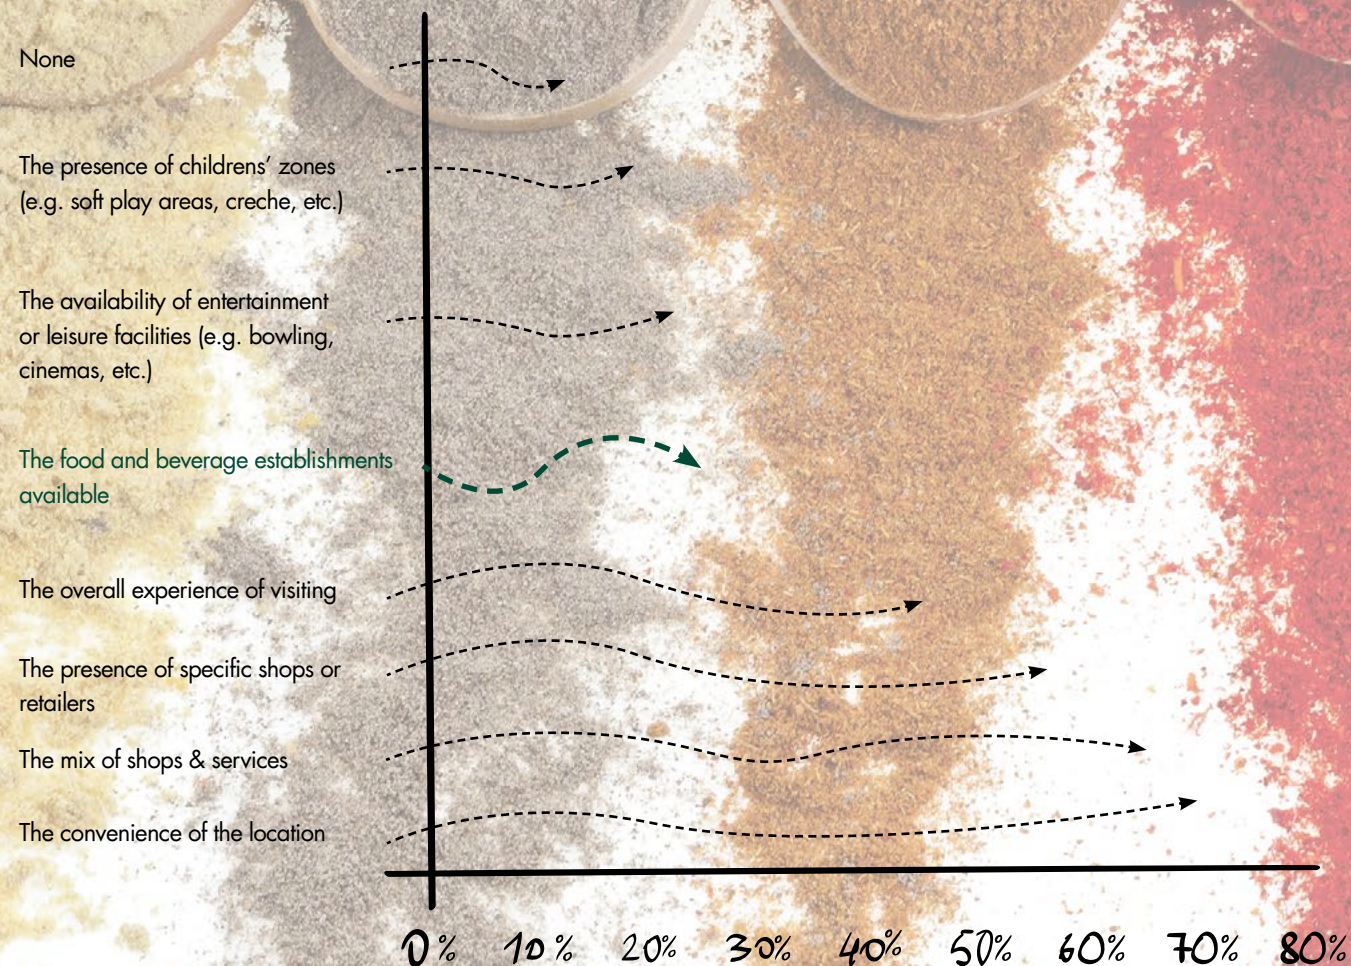 None
The presence of childrens’ zones
(e.g. soft play areas, creche, etc.)
The availability of entertainment
or leisure facilities (e.g. bowling,
cinemas, etc.)
The food and beverage establishments
available
The overall experience of visiting
The presence of specific shops or
retailers
The mix of shops & services
The convenience of the location
0% 10% 20% 30% 40% 50% 60% 70% 80%